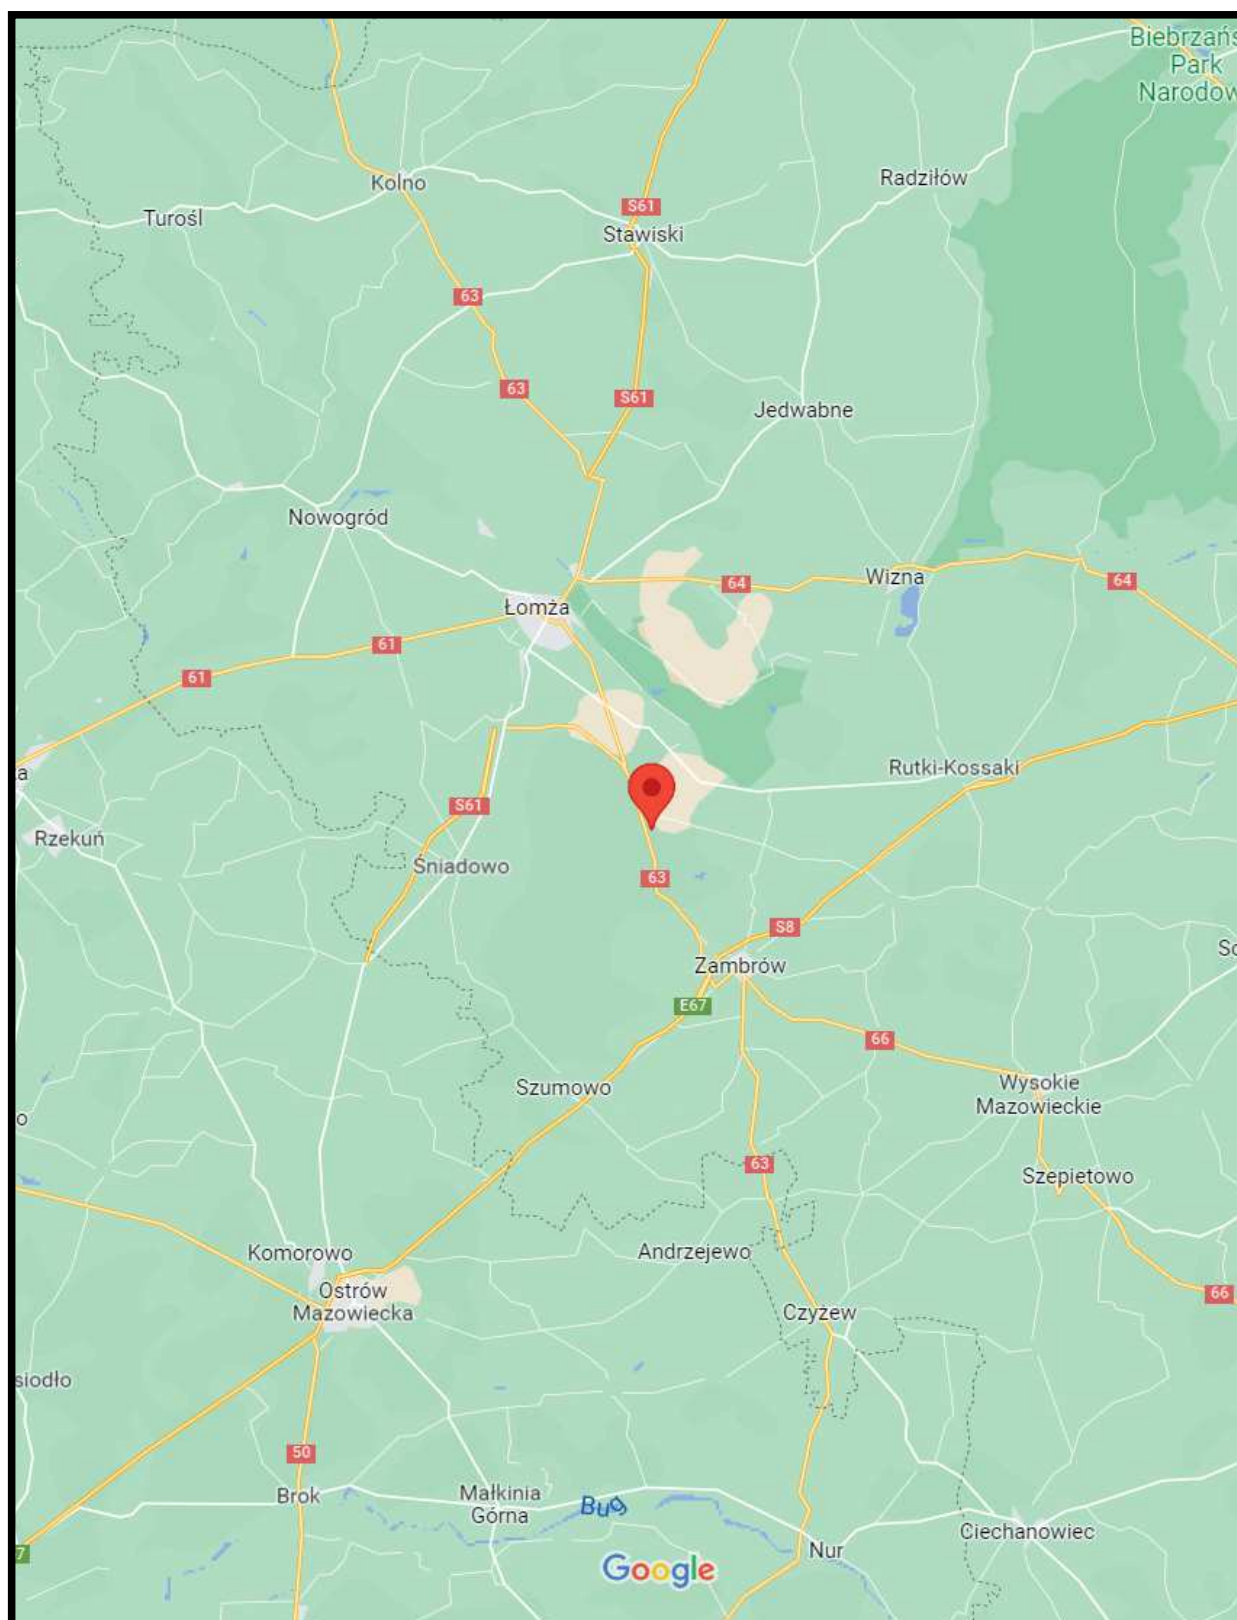 Biebrzańs
Park
Narodow
Radziłów
Kolno
Turośl
S61
Stawiski
63
63
S61
Jedwabne
Nowogród
64
Wizna
64
Łomża
61
61
Rutki-Kossaki
S61
Rzekuń
Śniadowo
63
S8
Zambrów
E67
66
Szumowo
Wysokie
Mazowieckie
63
Szepietowo
Komorowo
Andrzejewo
Ostrów
Mazowiecka
66
Czyżew
siodło
50
Brok
Małkinia
Górna
Bug
Ciechanowiec
Nur
7
Google